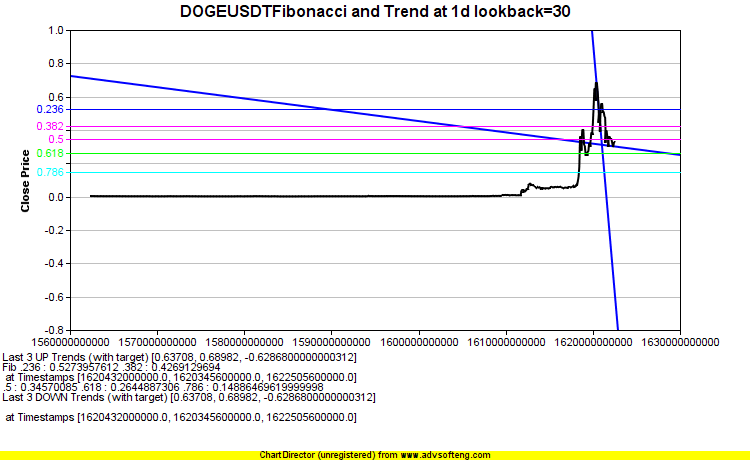 DOGEUSDTFibonacci and Trend at 1d lookback=30
1.0
0.8
0.6
0.236
0.382
0.5
0.618
0.786
0.0
-0.2
-0.4
-0.6
-0.8
Close Price
1560000000000 1570000000000 1580000000000 1590000000000 1600000000000 1610000000000 1620000000000 1630000000000
Last 3 UP Trends (with target) [0.63708, 0.68982, -0.6286800000000312]
Fib .236 : 0.5273957612 .382 : 0.4269129694
at Timestamps [1620432000000.0, 1620345600000.0, 1622505600000.0]
.5 : 0.34570085 .618 : 0.2644887306 .786 : 0.14886469619999998
Last 3 DOWN Trends (with target) [0.63708, 0.68982, -0.6286800000000312]
at Timestamps [1620432000000.0, 1620345600000.0, 1622505600000.0]
ChartDirector (unregistered) from www.advsofteng.com